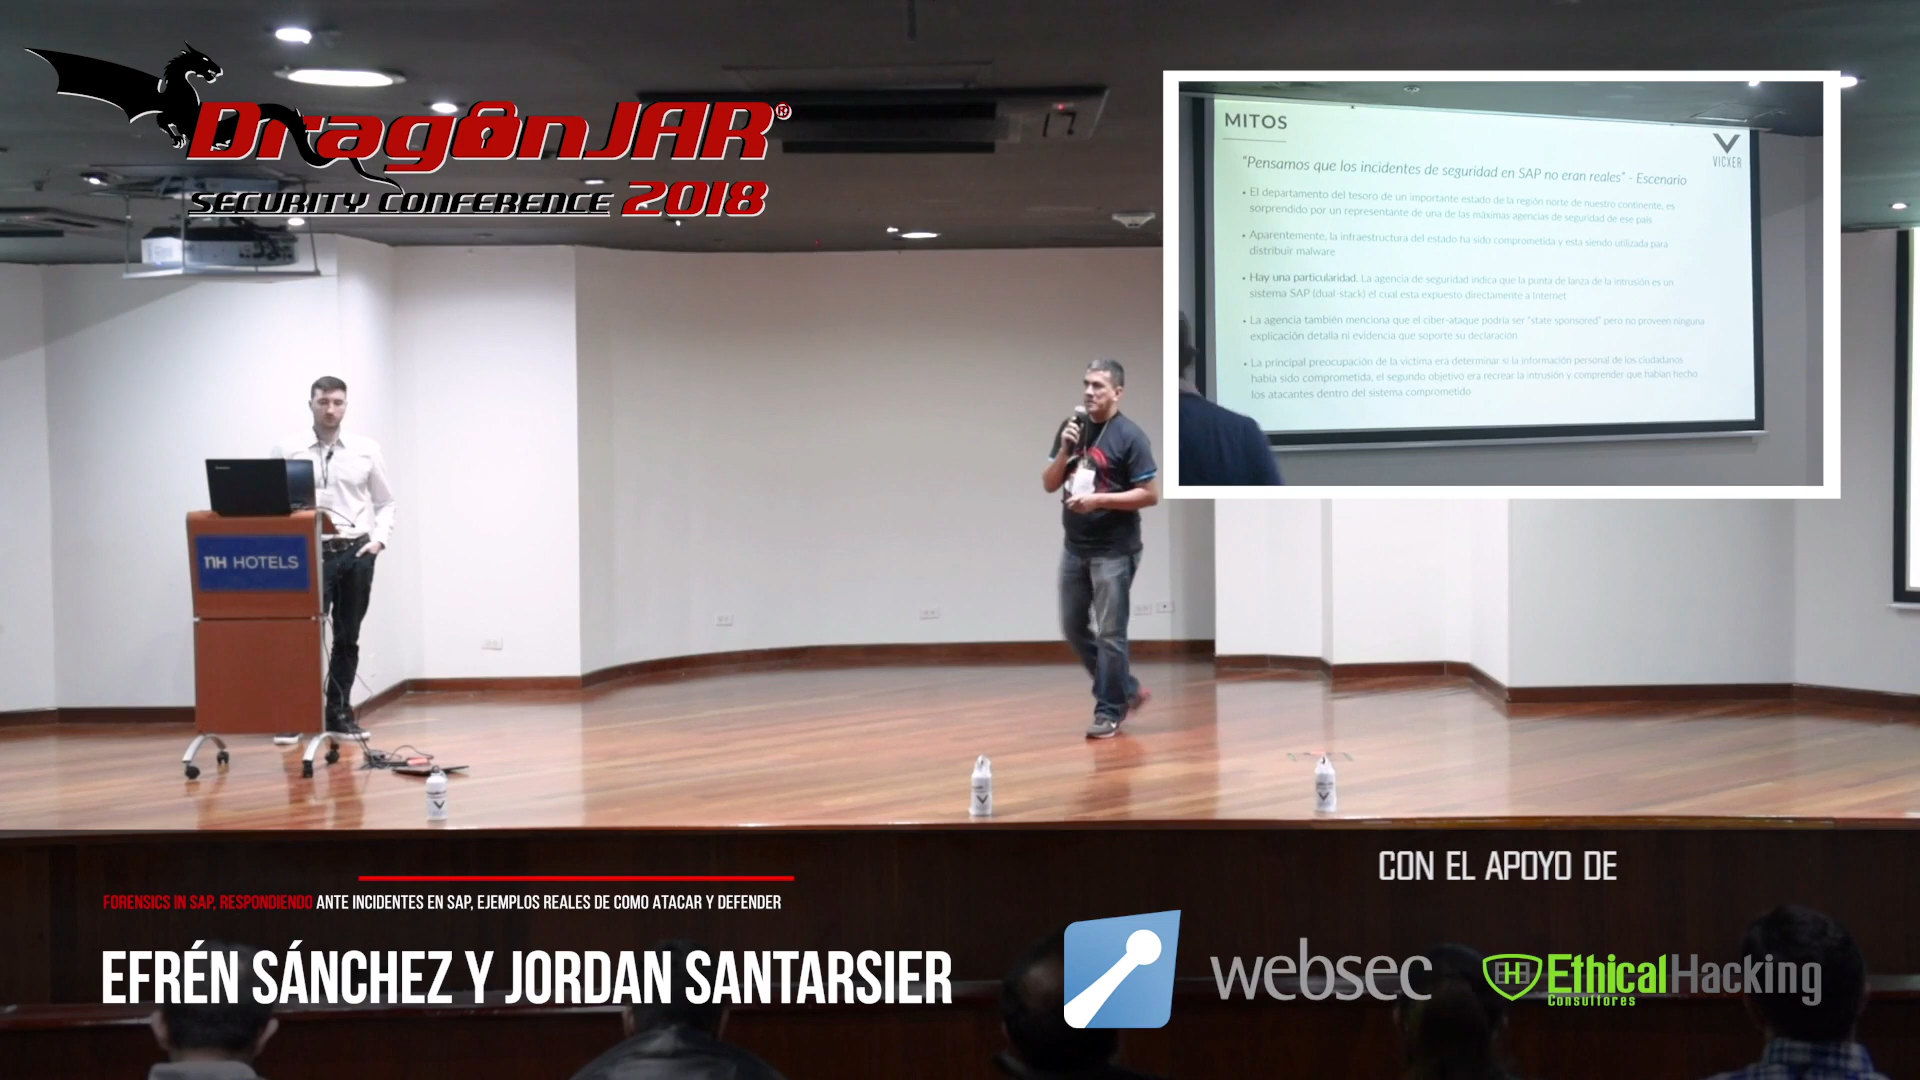 DragonJAR®
SECURITY CONFERENCE 2018
MITOS
VICXER
"Pensamos que los incidentes de seguridad en SAP no eran reales" - Escenario
• El departamento del tesoro de un importante estado de la región norte de nuestro continente, es
sorprendido por un representante de una de las máximas agencias de seguridad de ese país
• Aparentemente, la infraestructura del estado ha sido comprometida y esta siendo utilizada para
distribuir malware
• Hay una particularidad. La agencia de seguridad indica que la punta de lanza de la intrusión es un
sistema SAP (dual-stack) el cual esta expuesto directamente a Internet
• La agencia también menciona que el ciber-ataque podría ser "state sponsored" pero no proveen ninguna
explicación detalla ni evidencia que soporte su declaración
• La principal preocupación de la víctima era determinar si la información personal de los ciudadanos
había sido comprometida, el segundo objetivo era recrear la intrusión y comprender que habían hecho
los atacantes dentro del sistema comprometido
nH HOTELS
CON EL APOYO DE
FORENSICS IN SAP, RESPONDIENDO ANTE INCIDENTES EN SAP, EJEMPLOS REALES DE COMO ATACAR Y DEFENDER
EFRÉN SÁNCHEZ Y JORDAN SANTARSIER
websec
EHE EthicalHacking
Consultores